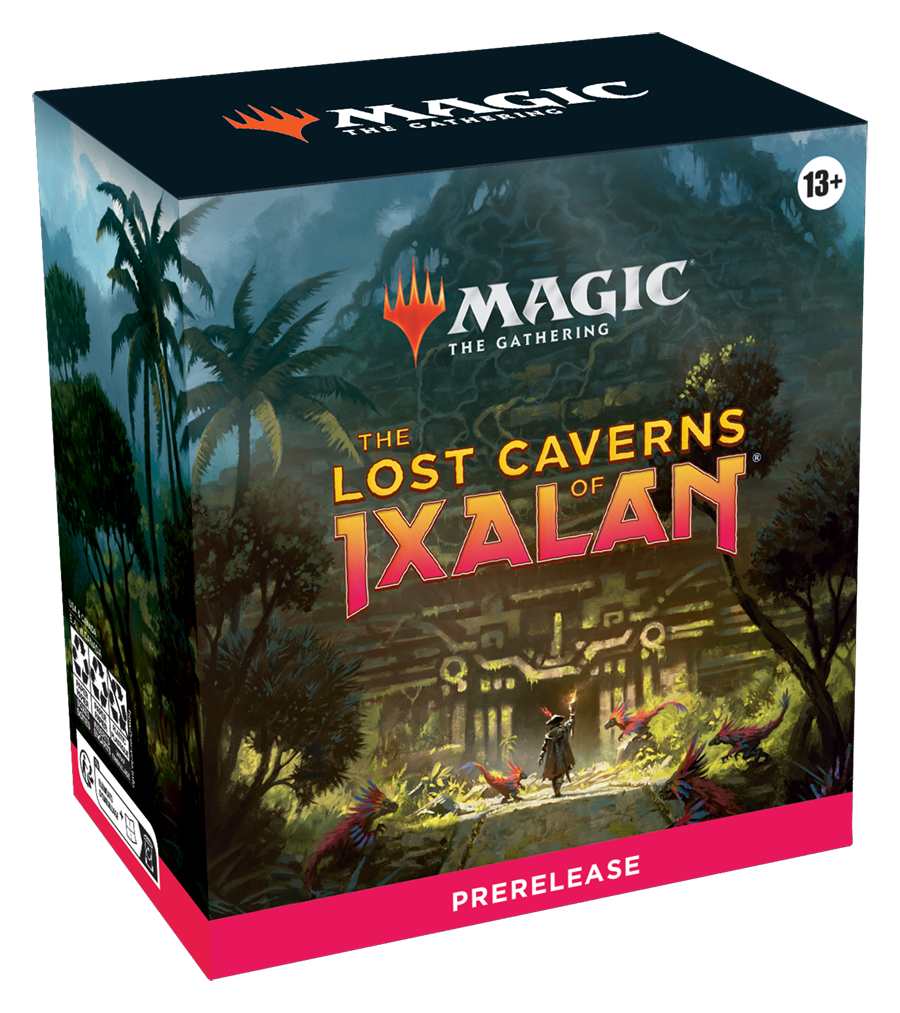 MAGIC
THE GATHERING
13+
MAGIC
THE GATHERING
THE
LOST CAVERNS
OF
IXALAN®
PRERELEASE